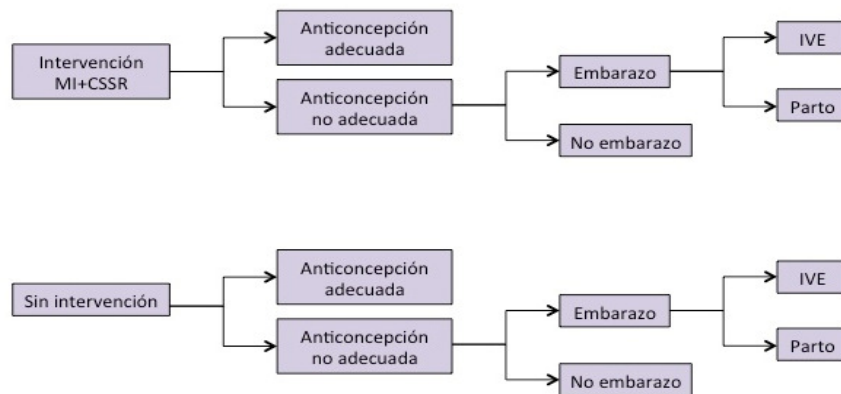 Intervención
MI+CSSR
Anticoncepción
adecuada
Anticoncepción
no adecuada
Embarazo
No embarazo
IVE
Parto
Sin intervención
Anticoncepción
adecuada
Anticoncepción
no adecuada
Embarazo
No embarazo
IVE
Parto